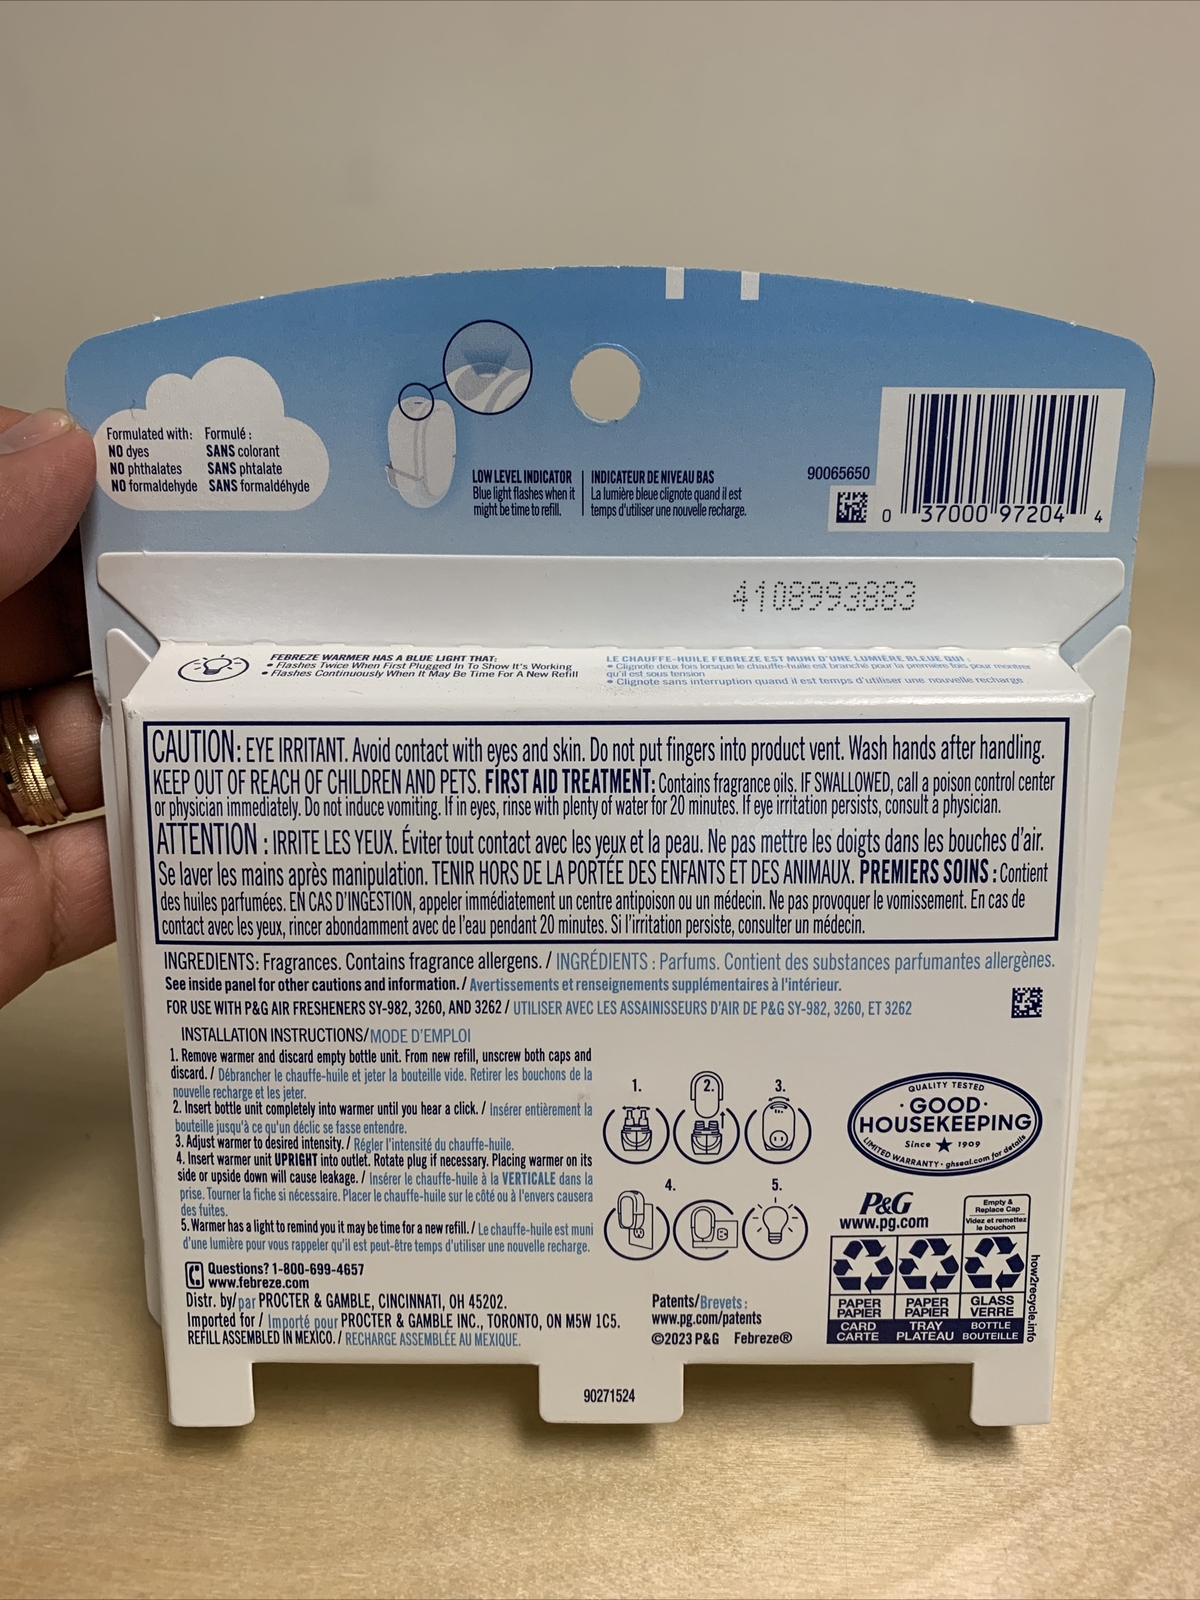 Formulated with:
NO dyes
NO phthalates
NO formaldehyde
Formulé :
SANS colorant
SANS phtalate
SANS formaldéhyde
LOW LEVEL INDICATOR
Blue light flashes when it
might be time to refill.
INDICATEUR DE NIVEAU BAS
La lumière bleue clignote quand il est
temps d'utiliser une nouvelle recharge.
90065650
0 37000 97204 4
4108993883
FEBREZE WARMER HAS A BLUE LIGHT THAT:
• Flashes Twice When First Plugged In To Show It's Working
• Flashes Continuously When It May Be Time For A New Refill
LE CHAUFFE-HUILE FEBREZE EST MUNI D'UNE LUMIÈRE BLEUE QUI :
• Clignote deux fois lorsque le chauffe-huile est branché pour la première fois pour montrer
qu'il est sous tension
• Clignote sans interruption quand il est temps d'utiliser une nouvelle recharge
CAUTION: EYE IRRITANT. Avoid contact with eyes and skin. Do not put fingers into product vent. Wash hands after handling.
KEEP OUT OF REACH OF CHILDREN AND PETS. FIRST AID TREATMENT: Contains fragrance oils. IF SWALLOWED, call a poison control center
or physician immediately. Do not induce vomiting. If in eyes, rinse with plenty of water for 20 minutes. If eye irritation persists, consult a physician.
ATTENTION : IRRITE LES YEUX. Éviter tout contact avec les yeux et la peau. Ne pas mettre les doigts dans les bouches d'air.
Se laver les mains après manipulation. TENIR HORS DE LA PORTÉE DES ENFANTS ET DES ANIMAUX. PREMIERS SOINS : Contient
des huiles parfumées. EN CAS D'INGESTION, appeler immédiatement un centre antipoison ou un médecin. Ne pas provoquer le vomissement. En cas de
contact avec les yeux, rincer abondamment avec de l'eau pendant 20 minutes. Si l'irritation persiste, consulter un médecin.
INGREDIENTS: Fragrances. Contains fragrance allergens. / INGRÉDIENTS : Parfums. Contient des substances parfumantes allergènes.
See inside panel for other cautions and information. / Avertissements et renseignements supplémentaires à l'intérieur.
FOR USE WITH P&G AIR FRESHENERS SY-982, 3260, AND 3262 / UTILISER AVEC LES ASSAINISSEURS D'AIR DE P&G SY-982, 3260, ET 3262
INSTALLATION INSTRUCTIONS/MODE D'EMPLOI
1. Remove warmer and discard empty bottle unit. From new refill, unscrew both caps and
discard. / Débrancher le chauffe-huile et jeter la bouteille vide. Retirer les bouchons de la
nouvelle recharge et les jeter.
2. Insert bottle unit completely into warmer until you hear a click. / Insérer entièrement la
bouteille jusqu'à ce qu'un déclic se fasse entendre.
3. Adjust warmer to desired intensity. / Régler l'intensité du chauffe-huile.
4. Insert warmer unit UPRIGHT into outlet. Rotate plug if necessary. Placing warmer on its
side or upside down will cause leakage. / Insérer le chauffe-huile à la VERTICALE dans la
prise. Tourner la fiche si nécessaire. Placer le chauffe-huile sur le côté ou à l'envers causera
des fuites.
5. Warmer has a light to remind you it may be time for a new refill. / Le chauffe-huile est muni
d'une lumière pour vous rappeler qu'il est peut-être temps d'utiliser une nouvelle recharge.
1. 2. 3.
4. 5.
QUALITY TESTED
GOOD
HOUSEKEEPING
Since ★ 1909
LIMITED WARRANTY • ghseal.com for details
Questions? 1-800-699-4657
www.febreze.com
Distr. by/par PROCTER & GAMBLE, CINCINNATI, OH 45202.
Imported for / Importé pour PROCTER & GAMBLE INC., TORONTO, ON M5W 1C5.
REFILL ASSEMBLED IN MEXICO. / RECHARGE ASSEMBLÉE AU MEXIQUE.
Patents/Brevets :
www.pg.com/patents
©2023 P&G Febreze®
P&G
www.pg.com
Empty &
Replace Cap
Videz et remettez
le bouchon
PAPER
PAPIER
CARD
CARTE
PAPER
PAPIER
TRAY
PLATEAU
GLASS
VERRE
BOTTLE
BOUTEILLE
how2recycle.info
90271524